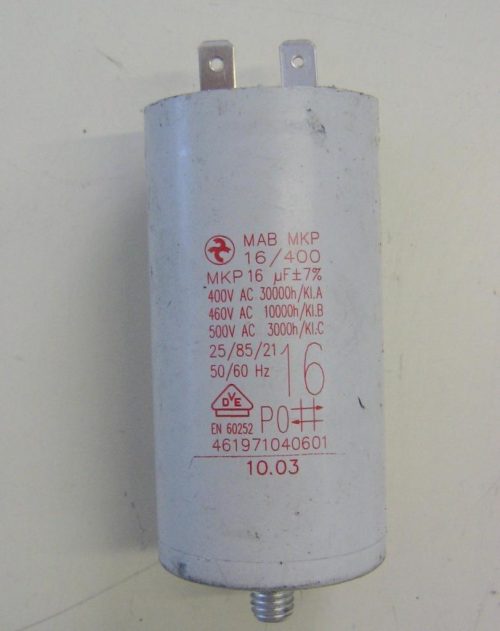 MAB MKP
16/400
MKP 16 µF±7%
400V AC 30000h/Kl.A
460V AC 10000h/Kl.B
500V AC 3000h/Kl.C
25/85/21
50/60 Hz
16
DVE
EN 60252
P0
461971040601
10.03